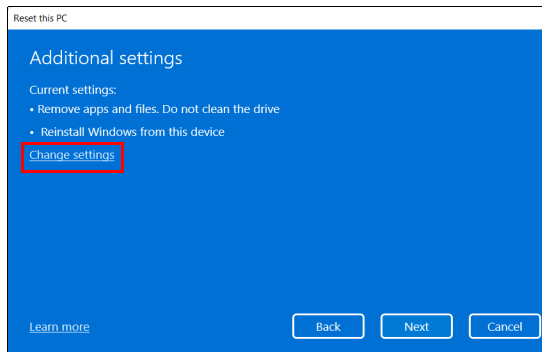 Reset this PC
Additional settings
Current settings:
• Remove apps and files. Do not clean the drive
• Reinstall Windows from this device
Change settings
Learn more
Back
Next
Cancel